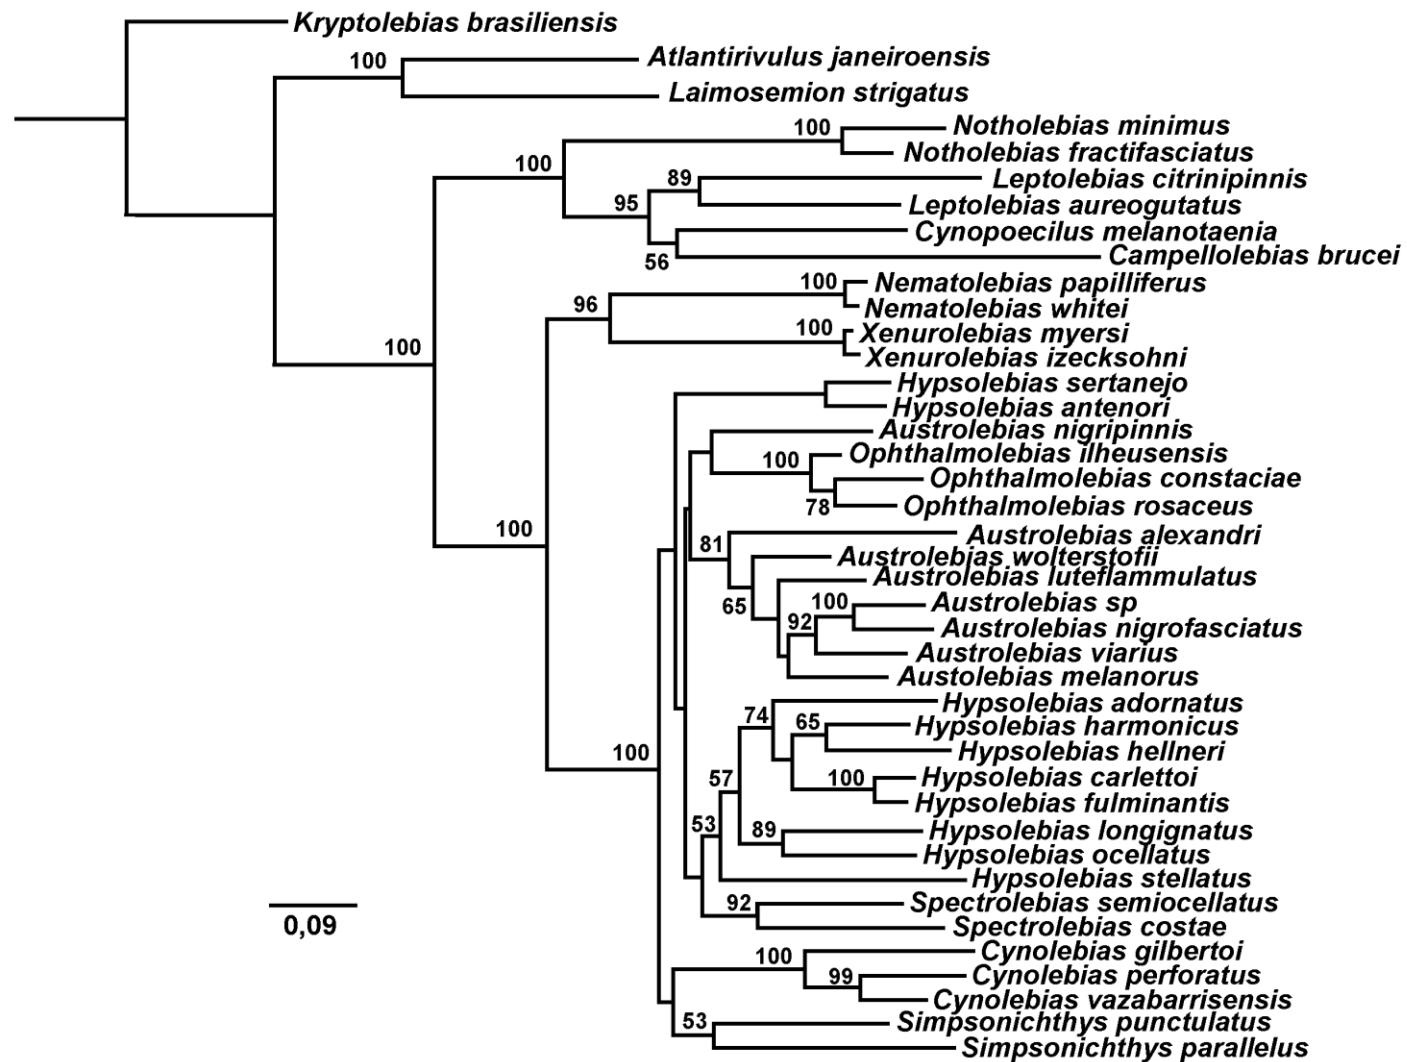 Kryptolebias brasiliensis
100
Atlantirivulus janeiroensis
Laimosemion strigatus
100
Notholebias minimus
Notholebias fractifasciatus
100
89
Leptolebias citrinipinnis
95
Leptolebias aureogutatus
Cynopoecilus melanotaenia
56
Campellolebias brucei
100
Nematolebias papilliferus
96
Nematolebias whitei
100
Xenurolebias myersi
100
Xenurolebias izecksohni
Hypsolebias sertanejo
Hypsolebias antenori
Austrolebias nigripinnis
100
Ophthalmolebias ilheusensis
Ophthalmolebias constaciae
78
Ophthalmolebias rosaceus
100
81
Austrolebias alexandri
Austrolebias wolterstofii
65
Austrolebias luteflammulatus
100
Austrolebias sp
92
Austrolebias nigrofasciatus
Austrolebias viarius
Austolebias melanorus
74
Hypsolebias adornatus
65
Hypsolebias harmonicus
100
Hypsolebias hellneri
57
100
Hypsolebias carlettoi
Hypsolebias fulminantis
53
89
Hypsolebias longignatus
Hypsolebias ocellatus
Hypsolebias stellatus
92
Spectrolebias semiocellatus
0,09
Spectrolebias costae
100
Cynolebias gilbertoi
99
Cynolebias perforatus
Cynolebias vazabarrisensis
53
Simpsonichthys punctulatus
Simpsonichthys parallelus